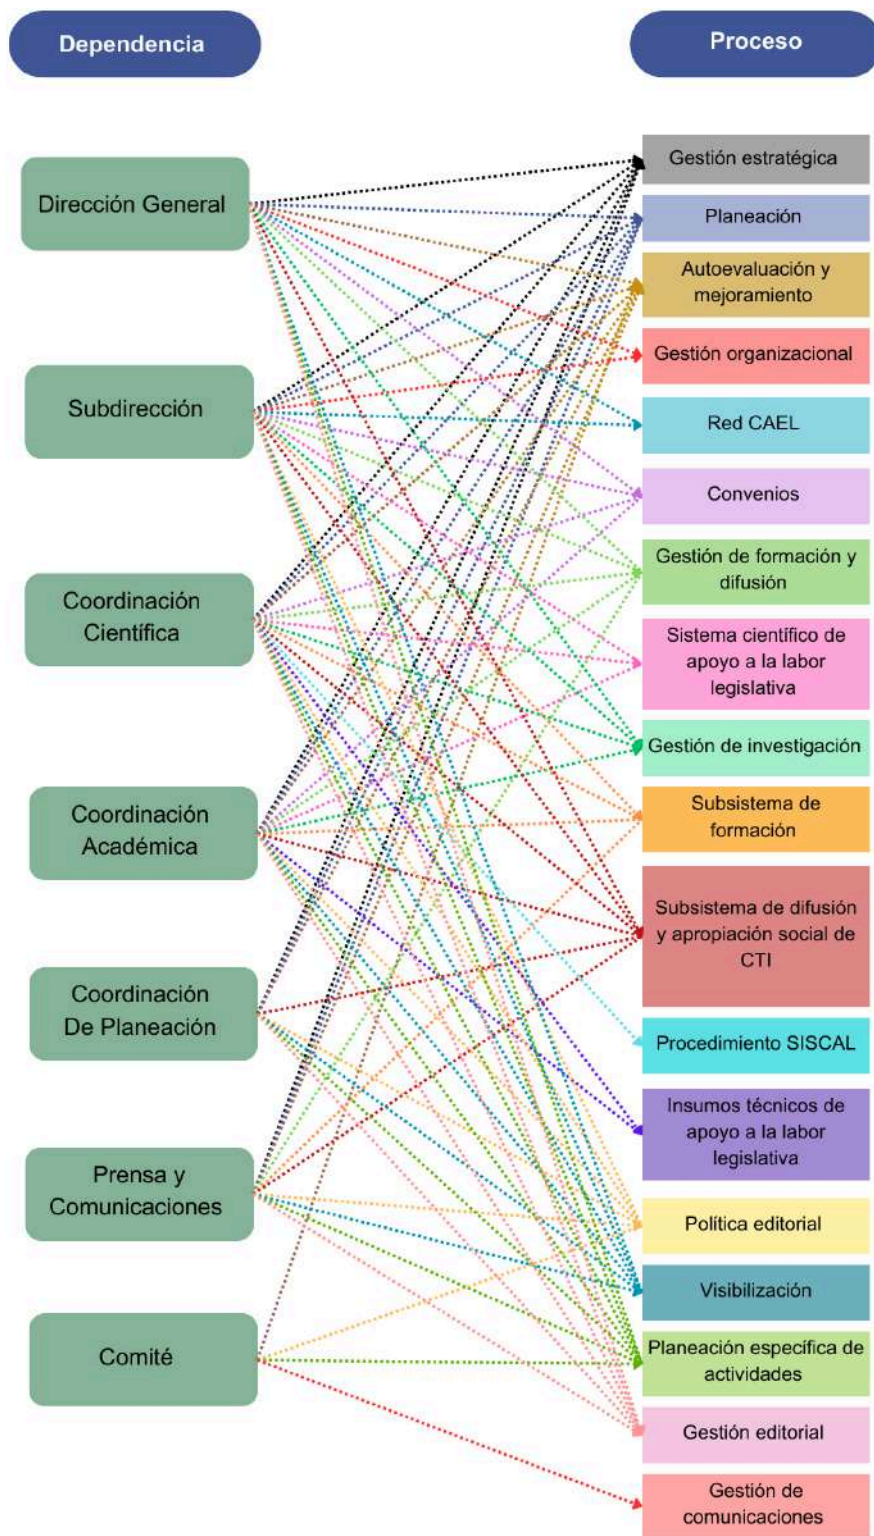 Dependencia
Proceso
Dirección General
Subdirección
Coordinación
Científica
Coordinación
Académica
Coordinación
De Planeación
Prensa y
Comunicaciones
Comité
Gestión estratégica
Planeación
Autoevaluación y
mejoramiento
Gestión organizacional
Red CAEL
Convenios
Gestión de formación y
difusión
Sistema científico de
apoyo a la labor
legislativa
Gestión de investigación
Subsistema de
formación
Subsistema de difusión
y apropiación social de
CTI
Procedimiento SISCAL
Insumos técnicos de
apoyo a la labor
legislativa
Política editorial
Visibilización
Planeación específica de
actividades
Gestión editorial
Gestión de
comunicaciones